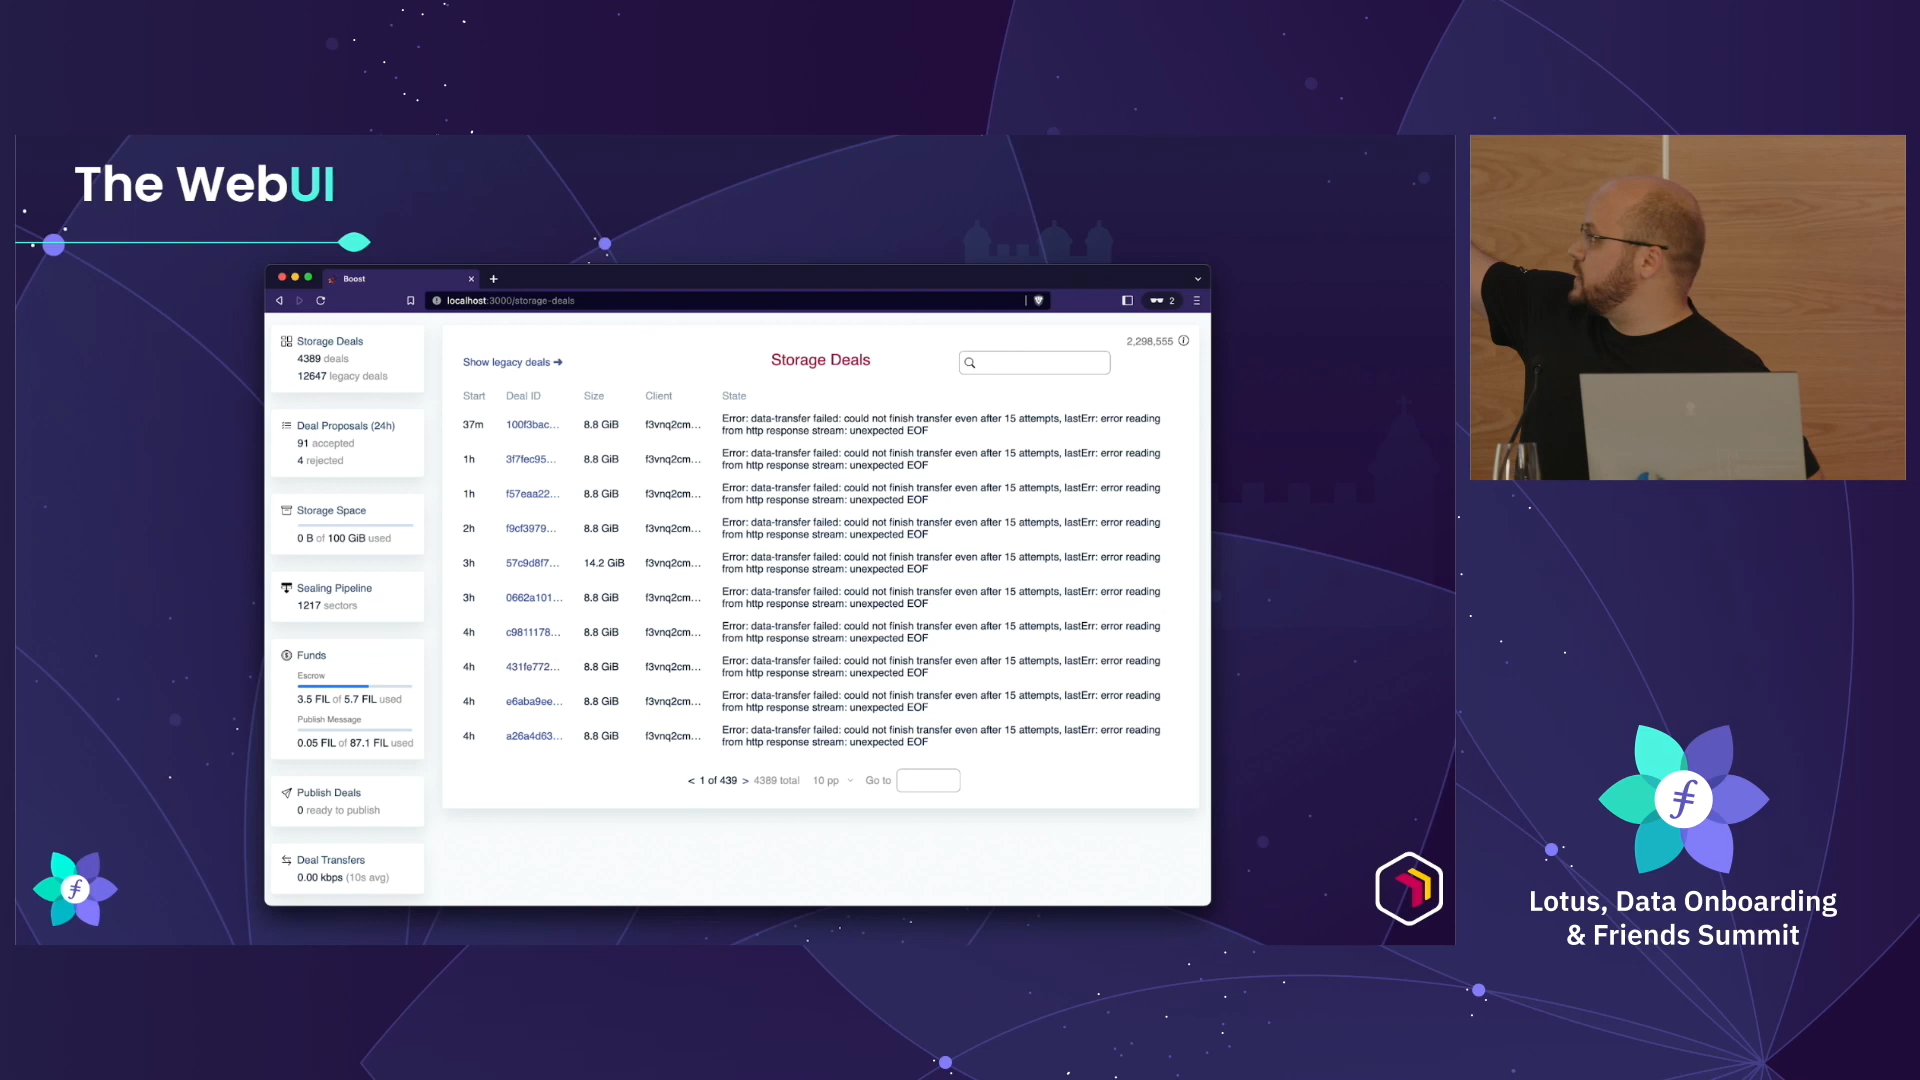 The WebUI
Boost
localhost:3000/storage-deals
2
Storage Deals
4389 deals
12647 legacy deals
Deal Proposals (24h)
91 accepted
4 rejected
Storage Space
0 B of 100 GiB used
Sealing Pipeline
1217 sectors
Funds
Escrow
3.5 FIL of 5.7 FIL used
Publish Message
0.05 FIL of 87.1 FIL used
Publish Deals
0 ready to publish
Deal Transfers
0.00 kbps (10s avg)
2,298,555
Show legacy deals
Storage Deals
Start Deal ID Size Client State
37m 100f3bac... 8.8 GiB f3vnq2cm... Error: data-transfer failed: could not finish transfer even after 15 attempts, lastErr: error reading
from http response stream: unexpected EOF
1h 3f7fec95... 8.8 GiB f3vnq2cm... Error: data-transfer failed: could not finish transfer even after 15 attempts, lastErr: error reading
from http response stream: unexpected EOF
1h f57eaa22... 8.8 GiB f3vnq2cm... Error: data-transfer failed: could not finish transfer even after 15 attempts, lastErr: error reading
from http response stream: unexpected EOF
2h f9cf3979... 8.8 GiB f3vnq2cm... Error: data-transfer failed: could not finish transfer even after 15 attempts, lastErr: error reading
from http response stream: unexpected EOF
3h 57c9d8f7... 14.2 GiB f3vnq2cm... Error: data-transfer failed: could not finish transfer even after 15 attempts, lastErr: error reading
from http response stream: unexpected EOF
3h 0662a101... 8.8 GiB f3vnq2cm... Error: data-transfer failed: could not finish transfer even after 15 attempts, lastErr: error reading
from http response stream: unexpected EOF
4h c9811178... 8.8 GiB f3vnq2cm... Error: data-transfer failed: could not finish transfer even after 15 attempts, lastErr: error reading
from http response stream: unexpected EOF
4h 431fe772... 8.8 GiB f3vnq2cm... Error: data-transfer failed: could not finish transfer even after 15 attempts, lastErr: error reading
from http response stream: unexpected EOF
4h e6aba9ee... 8.8 GiB f3vnq2cm... Error: data-transfer failed: could not finish transfer even after 15 attempts, lastErr: error reading
from http response stream: unexpected EOF
4h a26a4d63... 8.8 GiB f3vnq2cm... Error: data-transfer failed: could not finish transfer even after 15 attempts, lastErr: error reading
from http response stream: unexpected EOF
< 1 of 439 > 4389 total 10 pp Go to
Lotus, Data Onboarding
& Friends Summit